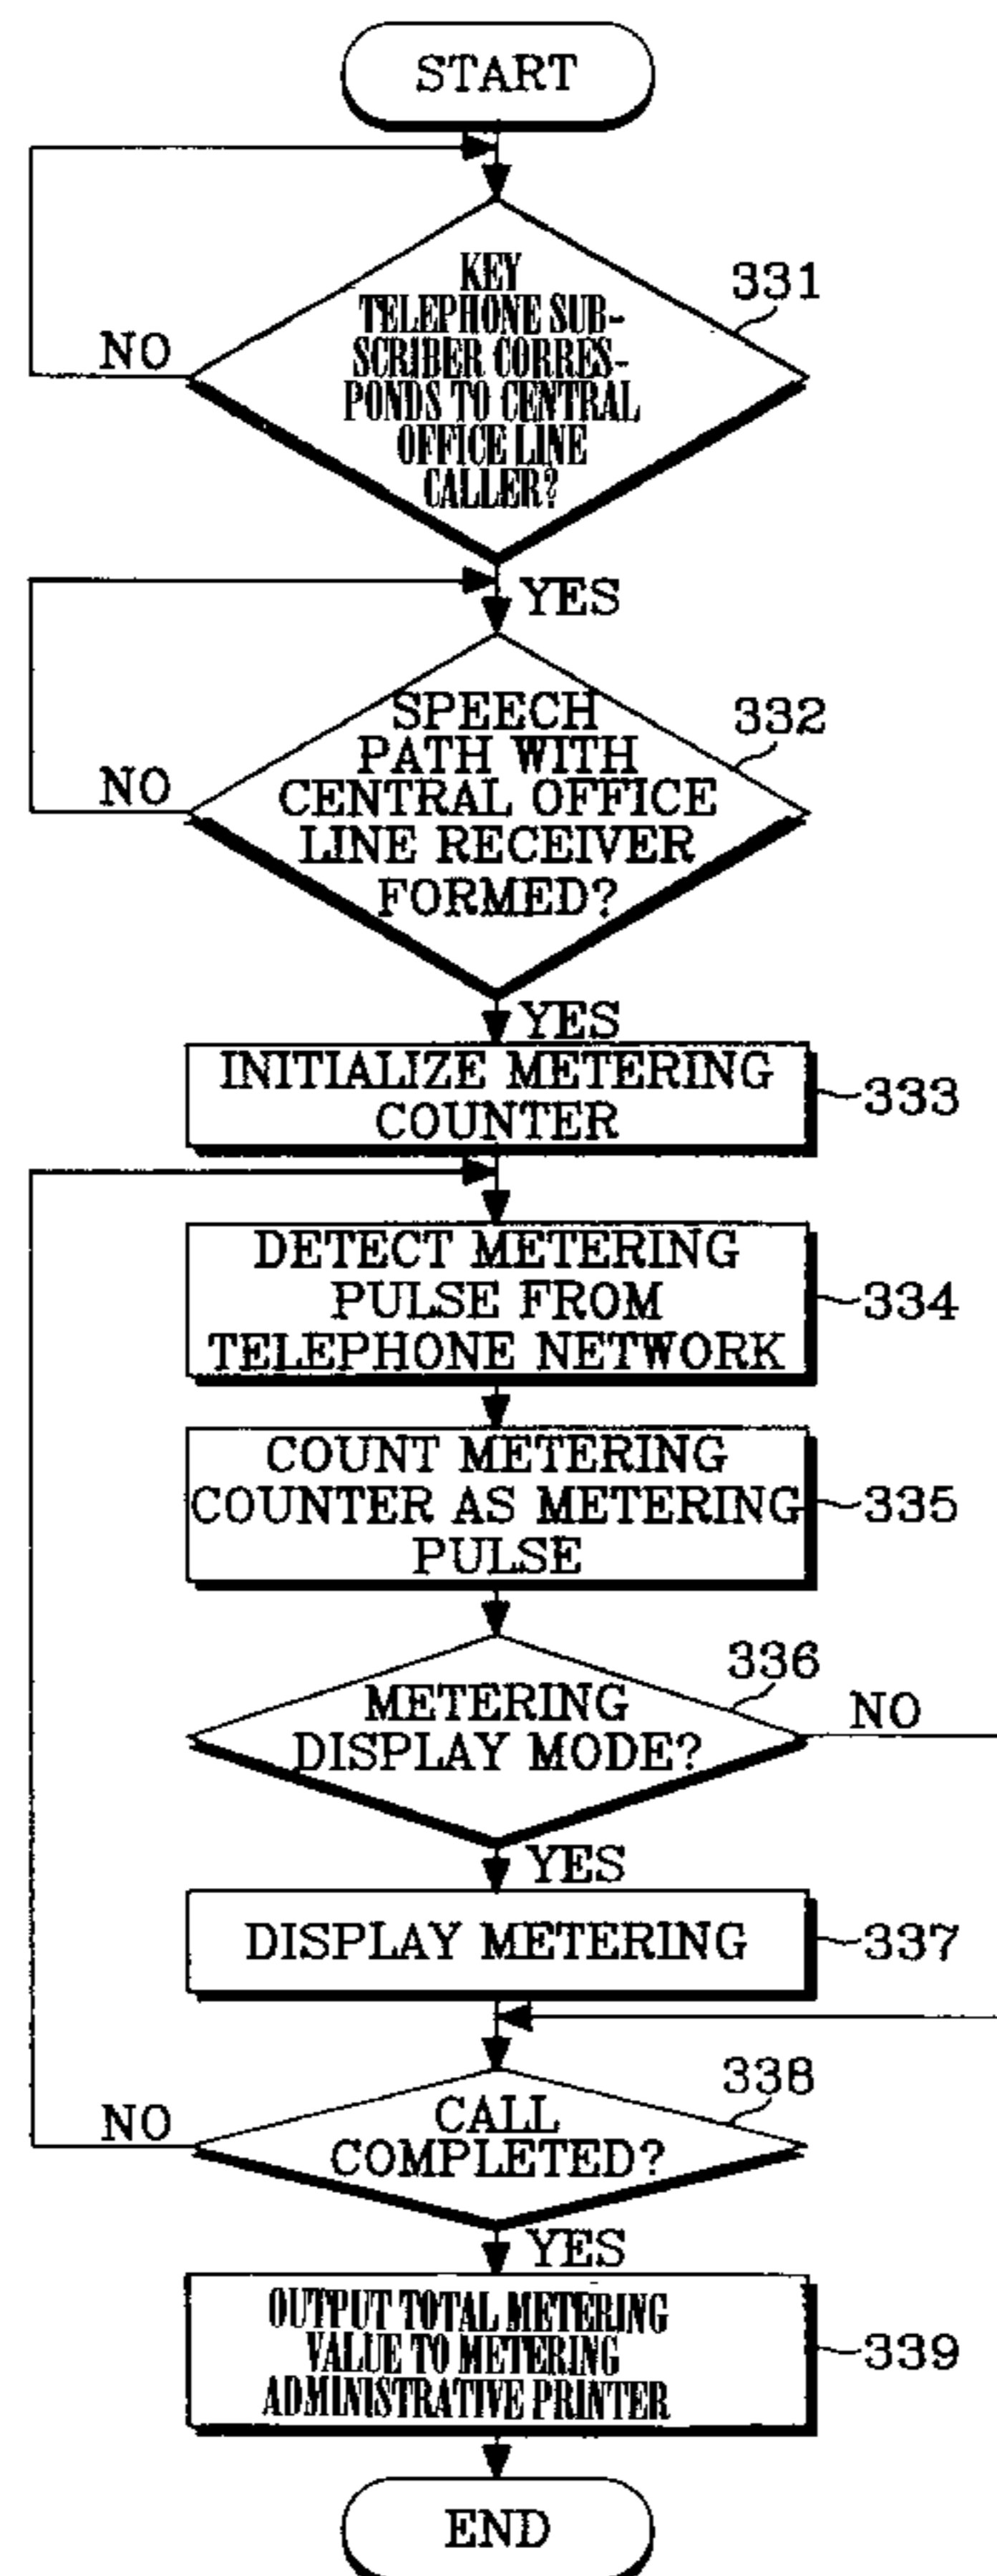 START
KEY
TELEPHONE SUB-
SCRIBER CORRES-
PONDS TO CENTRAL
OFFICE LINE
CALLER?
331
NO
YES
SPEECH
PATH WITH
CENTRAL OFFICE
LINE RECEIVER
FORMED?
332
NO
YES
INITIALIZE METERING
COUNTER
333
DETECT METERING
PULSE FROM
TELEPHONE NETWORK
334
COUNT METERING
COUNTER AS METERING
PULSE
335
METERING
DISPLAY MODE?
336
NO
YES
DISPLAY METERING
337
CALL
COMPLETED?
338
NO
YES
OUTPUT TOTAL METERING
VALUE TO METERING
ADMINISTRATIVE PRINTER
339
END